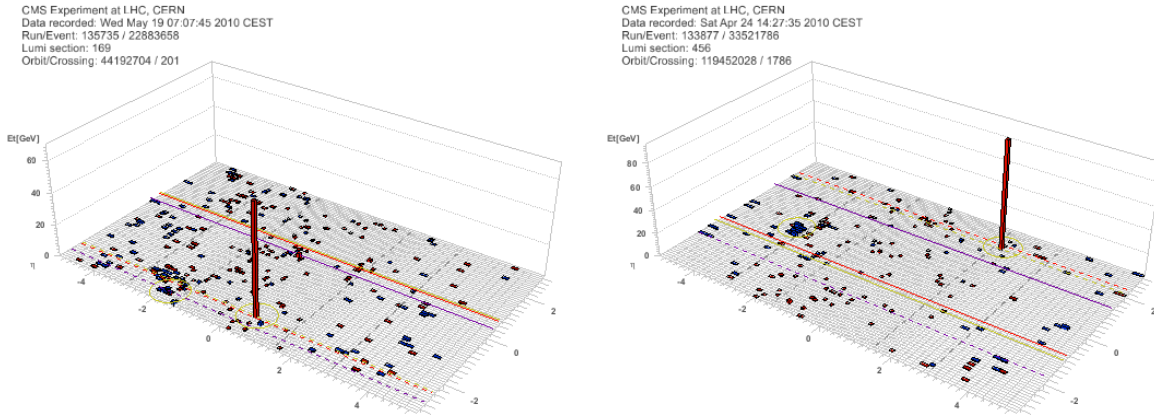 CMS Experiment at LHC, CERN
Data recorded: Wed May 19 07:07:45 2010 CEST
Run/Event: 135735 / 22883658
Lumi section: 169
Orbit/Crossing: 44192704 / 201
Et[GeV]
60
40
20
0
η
-4
-2
0
2
4
-2
0
2
CMS Experiment at LHC, CERN
Data recorded: Sat Apr 24 14:27:35 2010 CEST
Run/Event: 133877 / 33521786
Lumi section: 456
Orbit/Crossing: 119452028 / 1786
Et[GeV]
80
60
40
20
0
η
-4
-2
0
2
4
-2
0
2